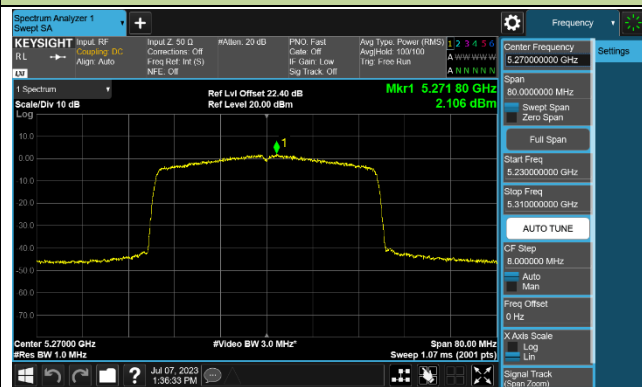 Spectrum Analyzer 1
Swept SA
+
Frequency
KEYSIGHT Input: RF Input Z: 50 Ω #Atten: 20 dB PNO: Fast Avg Type: Power (RMS) 1 2 3 4 5 6
RL Coupling: DC Corrections: Off Gate: Off Avg|Hold: 100/100 A W W W W W
Align: Auto Freq Ref: Int (S) IF Gain: Low Trig: Free Run
NFE: Off Sig Track: Off A N N N N N
LXI
1 Spectrum
Scale/Div 10 dB
Ref Lvl Offset 22.40 dB
Ref Level 20.00 dBm
Mkr1 5.271 80 GHz
2.106 dBm
Log
10.0
0.00
-10.0
-20.0
-30.0
-40.0
-50.0
-60.0
-70.0
1
Center 5.27000 GHz #Video BW 3.0 MHz* Span 80.00 MHz
#Res BW 1.0 MHz Sweep 1.07 ms (2001 pts)
Jul 07, 2023
1:36:33 PM
?
Center Frequency
5.270000000 GHz
Settings
Span
80.0000000 MHz
Swept Span
Zero Span
Full Span
Start Freq
5.230000000 GHz
Stop Freq
5.310000000 GHz
AUTO TUNE
CF Step
8.000000 MHz
Auto
Man
Freq Offset
0 Hz
X Axis Scale
Log
Lin
Signal Track
(Span Zoom)